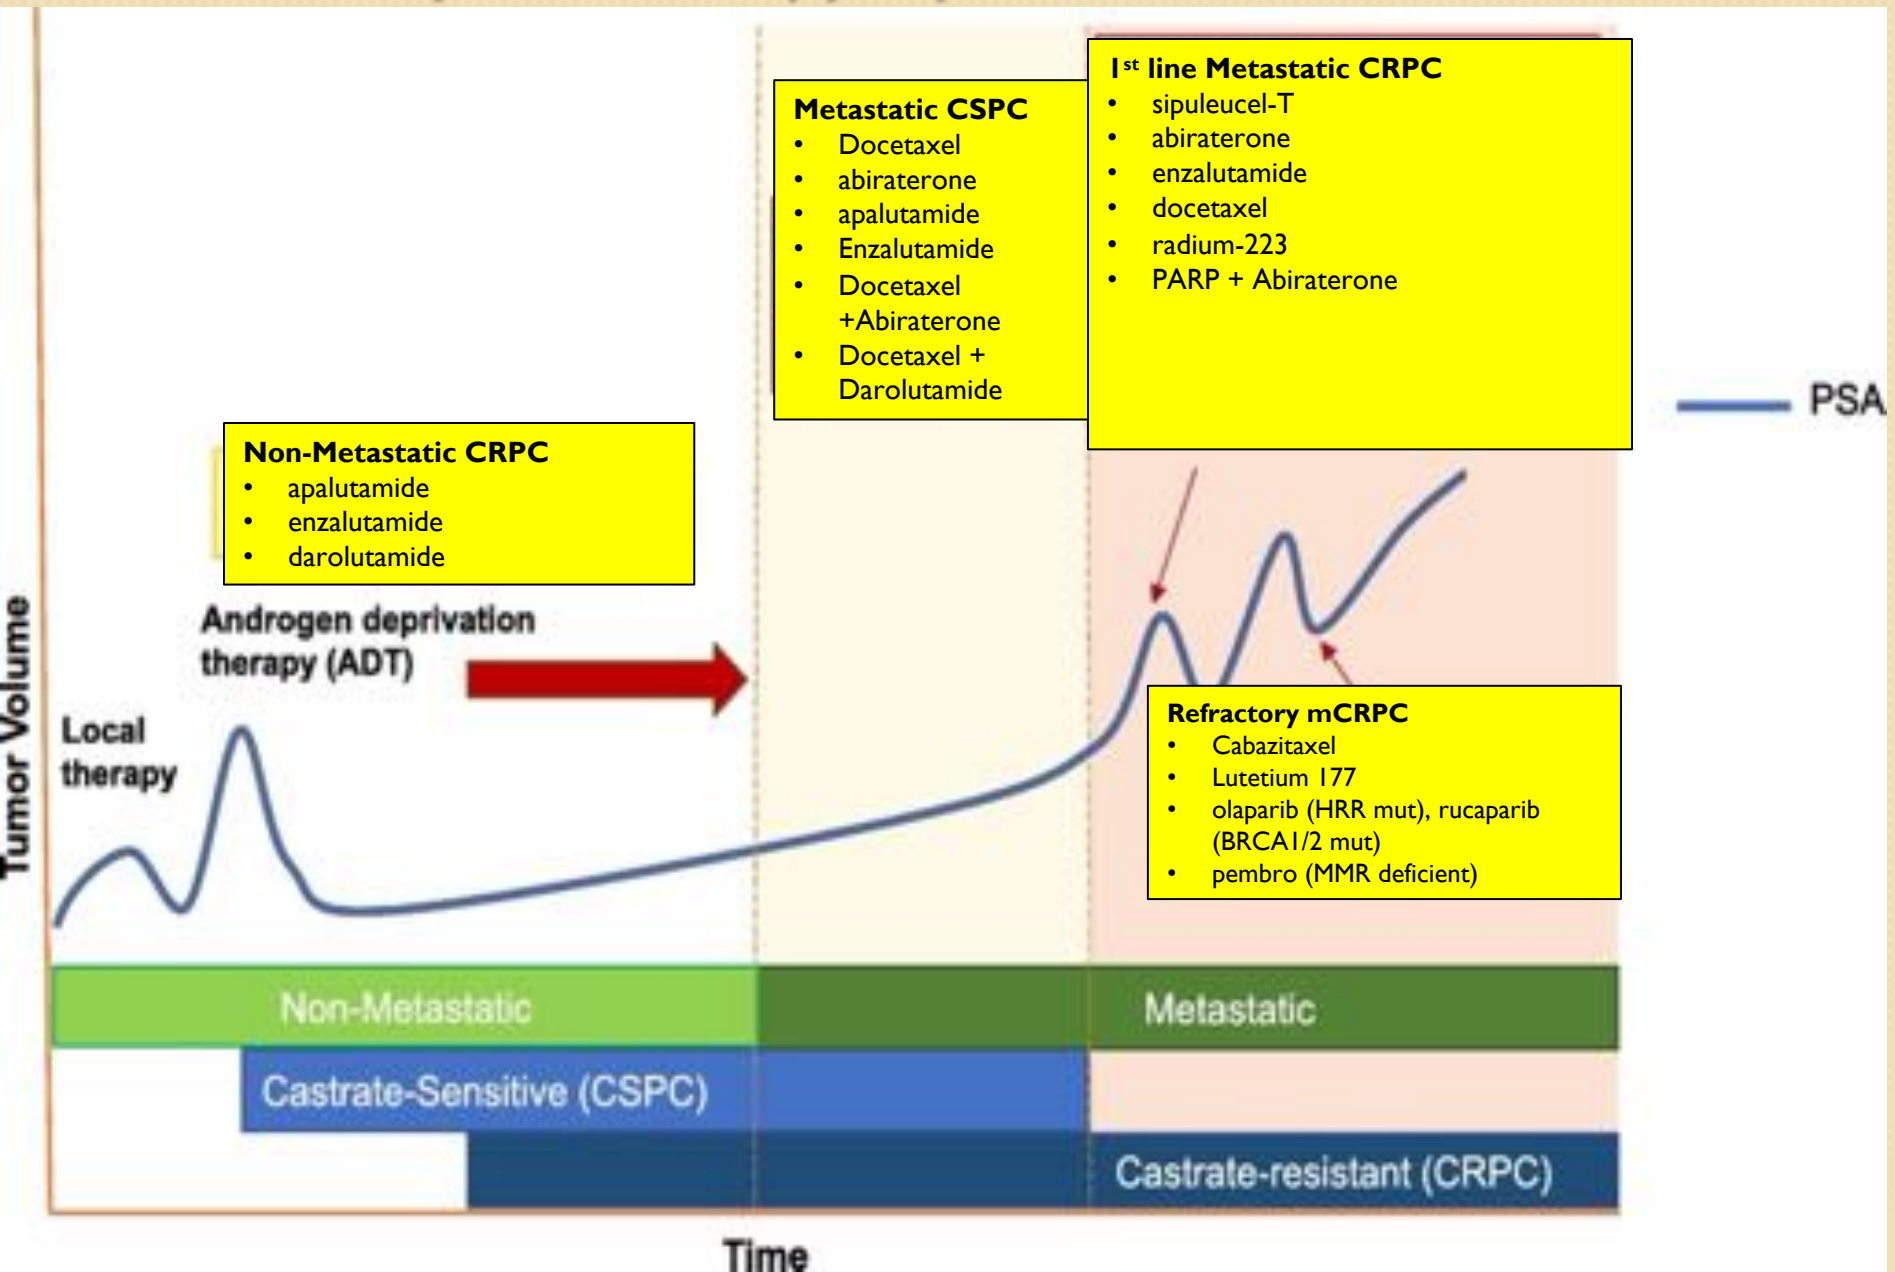 1st line Metastatic CRPC
• sipuleucel-T
• abiraterone
• enzalutamide
• docetaxel
• radium-223
• PARP + Abiraterone
Metastatic CSPC
• Docetaxel
• abiraterone
• apalutamide
• Enzalutamide
• Docetaxel
+Abiraterone
• Docetaxel +
Darolutamide
PSA
Non-Metastatic CRPC
• apalutamide
• enzalutamide
• darolutamide
Androgen deprivation
therapy (ADT)
Local
therapy
Tumor Volume
Refractory mCRPC
• Cabazitaxel
• Lutetium 177
• olaparib (HRR mut), rucaparib
(BRCA1/2 mut)
• pembro (MMR deficient)
Non-Metastatic
Metastatic
Castrate-Sensitive (CSPC)
Castrate-resistant (CRPC)
Time